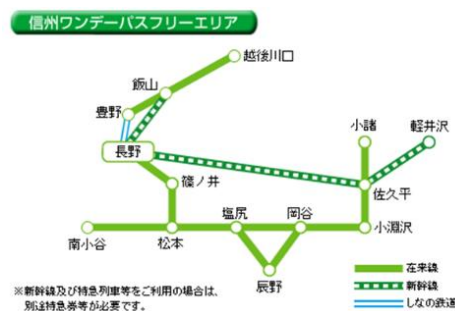 信州ワンデーパスフリーエリア
越後川口
飯山
豊野
小諸
軽井沢
長野
篠ノ井
佐久平
塩尻
岡谷
南小谷
松本
小淵沢
辰野
在来線
新幹線
しなの鉄道
※新幹線及び特急列車等をご利用の場合は、
別途特急券等が必要です。